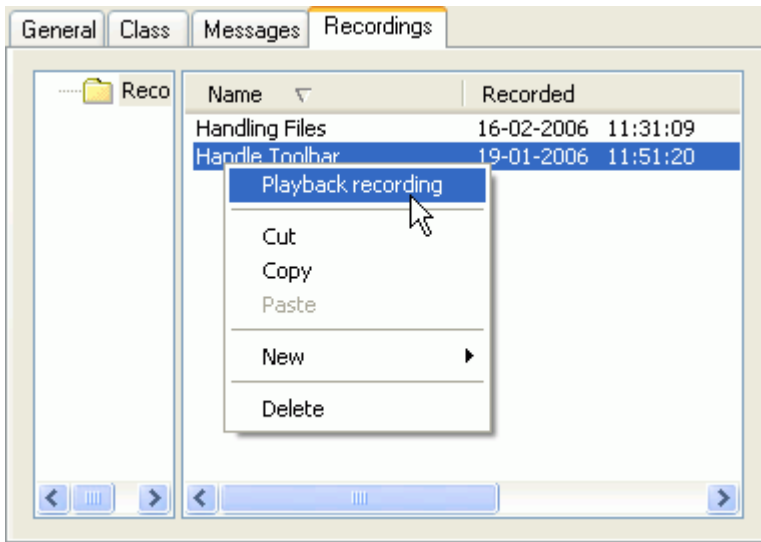 General Class Messages Recordings
Reco Name Recorded
Handling Files 16-02-2006 11:31:09
Handle Toolbar 19-01-2006 11:51:20
Playback recording
Cut
Copy
Paste
New
Delete